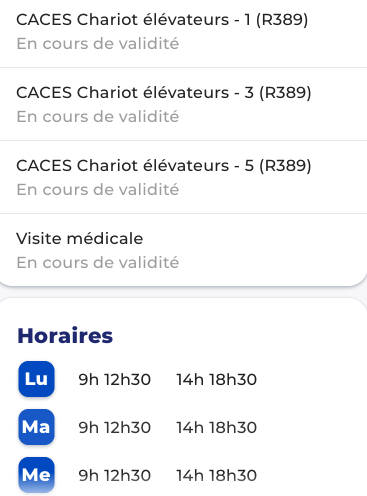 CACES Chariot élévateurs - 1 (R389)
En cours de validité
CACES Chariot élévateurs - 3 (R389)
En cours de validité
CACES Chariot élévateurs - 5 (R389)
En cours de validité
Visite médicale
En cours de validité
Horaires
Lu 9h 12h30 14h 18h30
Ma 9h 12h30 14h 18h30
Me 9h 12h30 14h 18h30